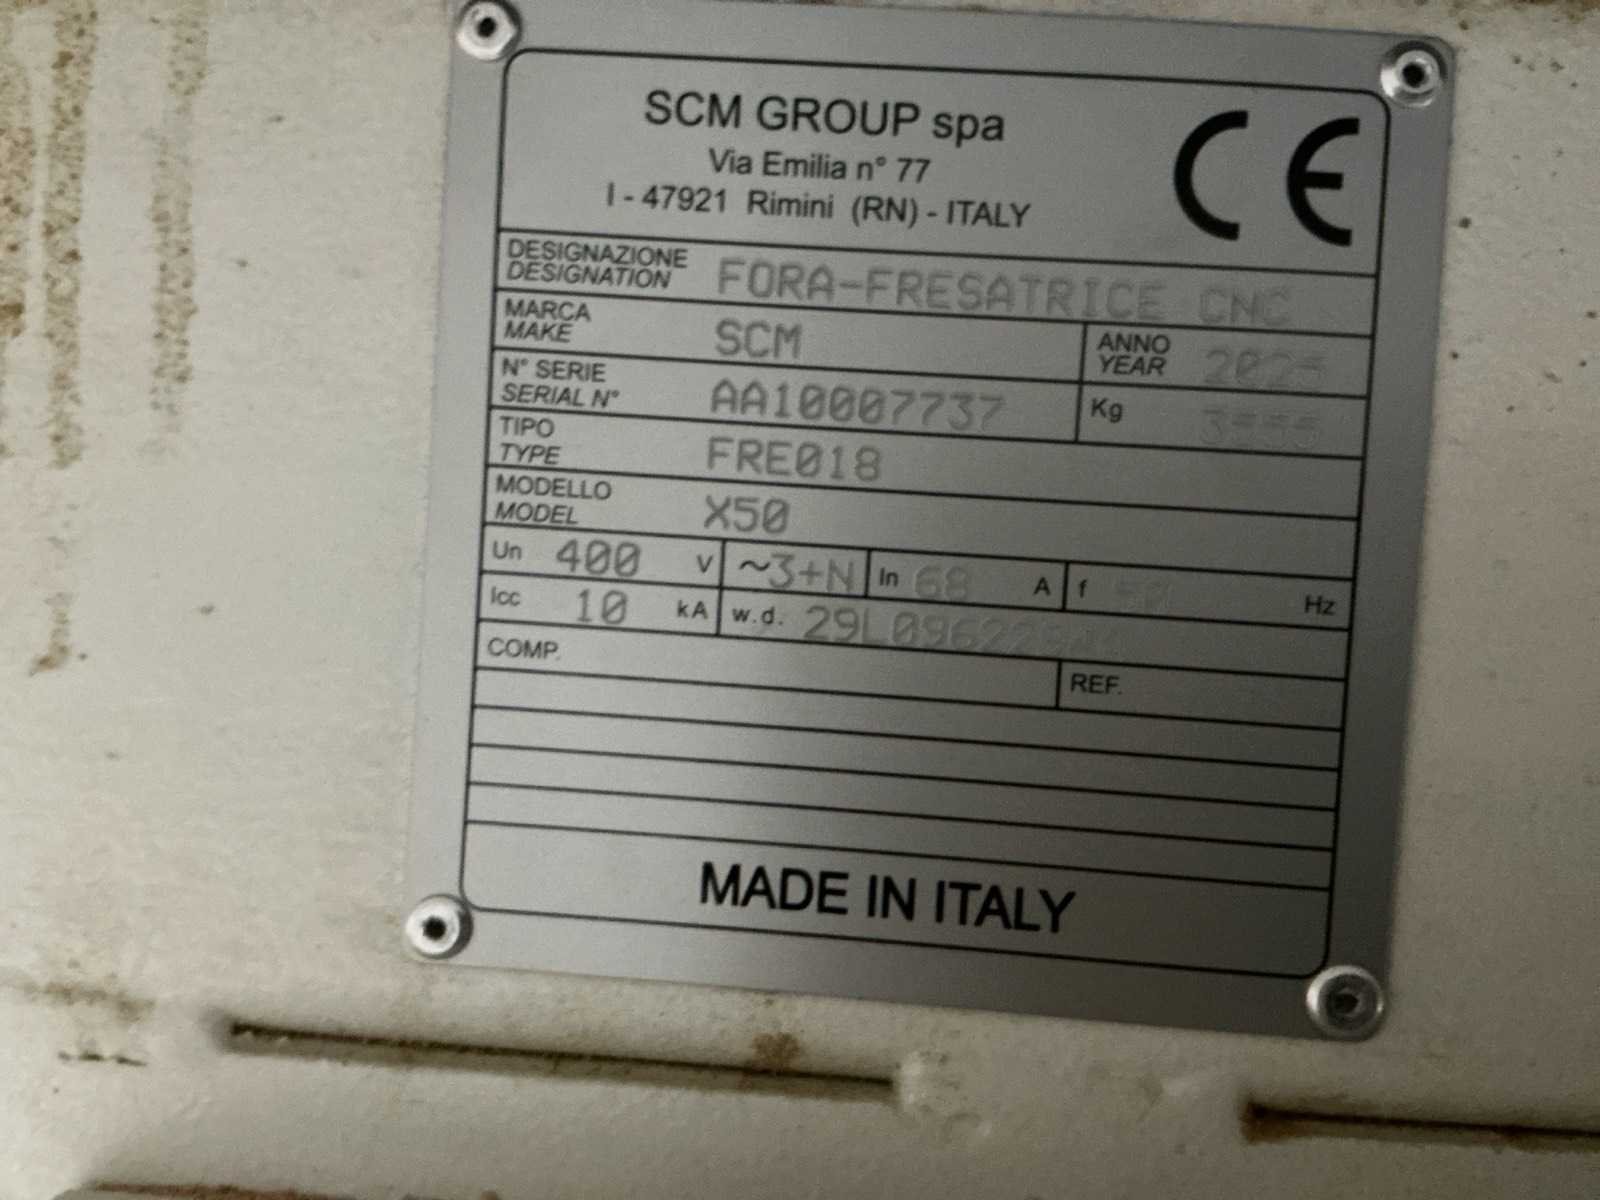 SCM GROUP spa
Via Emilia n° 77
I - 47921 Rimini (RN) - ITALY
CE
DESIGNAZIONE
DESIGNATION
FORA-FRESATRICE CNC
MARCA
MAKE
SCM
ANNO
YEAR
N° SERIE
SERIAL N°
AA10007737
Kg
TIPO
TYPE
FRE018
MODELLO
MODEL
X50
Un 400 V ~3+N In 68 A f 50 Hz
Icc 10 kA w.d.
COMP.
REF.
MADE IN ITALY